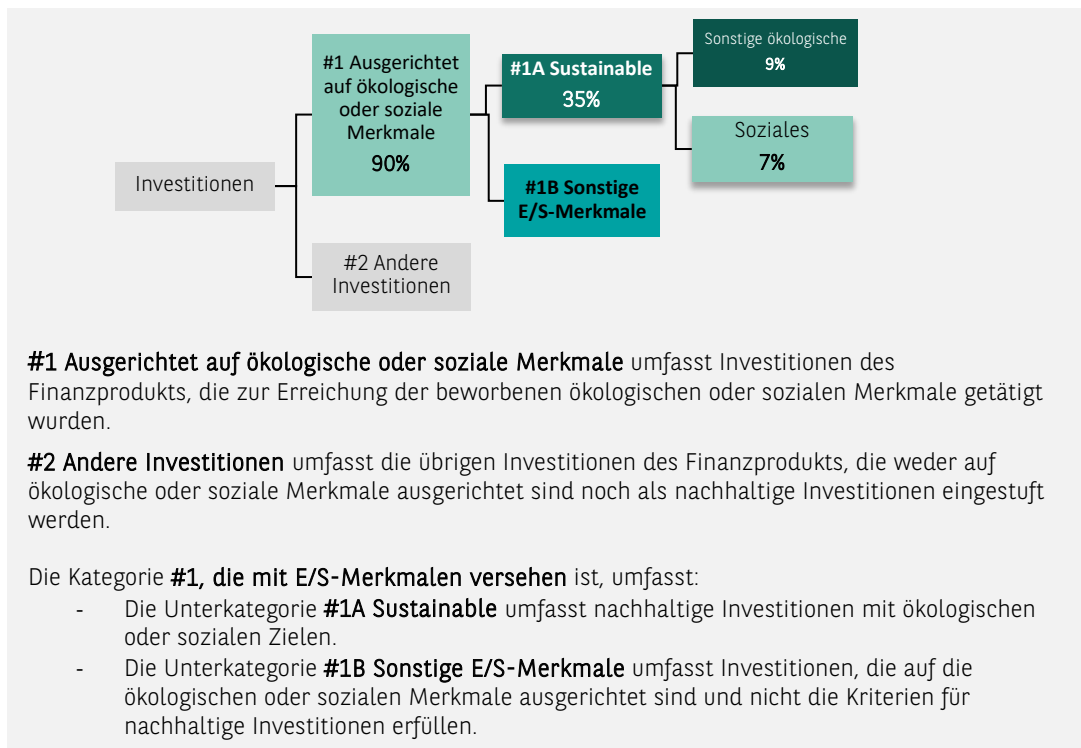 Sonstige ökologische
9%
#1 Ausgerichtet
auf ökologische
oder soziale
Merkmale
90%
#1A Sustainable
35%
Soziales
7%
Investitionen
#1B Sonstige
E/S-Merkmale
#2 Andere
Investitionen
#1 Ausgerichtet auf ökologische oder soziale Merkmale umfasst Investitionen des
Finanzprodukts, die zur Erreichung der beworbenen ökologischen oder sozialen Merkmale getätigt
wurden.
#2 Andere Investitionen umfasst die übrigen Investitionen des Finanzprodukts, die weder auf
ökologische oder soziale Merkmale ausgerichtet sind noch als nachhaltige Investitionen eingestuft
werden.
Die Kategorie #1, die mit E/S-Merkmalen versehen ist, umfasst:
- Die Unterkategorie #1A Sustainable umfasst nachhaltige Investitionen mit ökologischen
oder sozialen Zielen.
- Die Unterkategorie #1B Sonstige E/S-Merkmale umfasst Investitionen, die auf die
ökologischen oder sozialen Merkmale ausgerichtet sind und nicht die Kriterien für
nachhaltige Investitionen erfüllen.